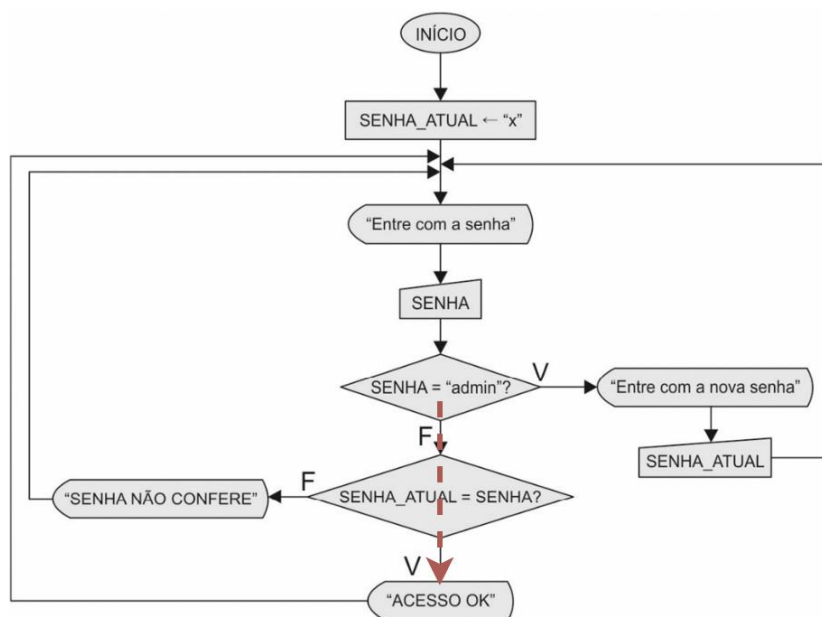 INÍCIO
SENHA_ATUAL ← “x”
“Entre com a senha”
SENHA
SENHA = “admin”?
V
“Entre com a nova senha”
F
SENHA_ATUAL
“SENHA NÃO CONFERE”
F
SENHA_ATUAL = SENHA?
V
“ACESSO OK”